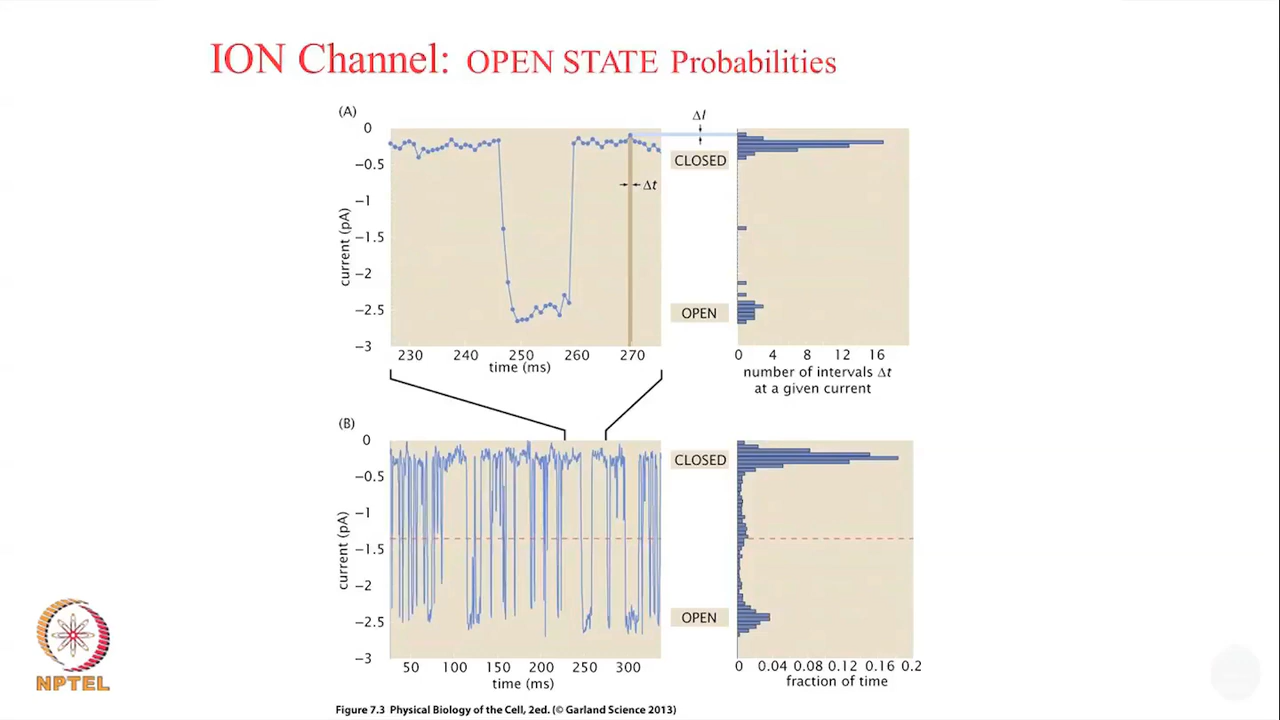 ION Channel: OPEN STATE Probabilities
(A)
0
−0.5
−1
−1.5
−2
−2.5
−3
current (pA)
230 240 250 260 270
time (ms)
Δt
ΔI
CLOSED
OPEN
0 4 8 12 16
number of intervals Δt
at a given current
(B)
0
−0.5
−1
−1.5
−2
−2.5
−3
current (pA)
50 100 150 200 250 300
time (ms)
CLOSED
OPEN
0 0.04 0.08 0.12 0.16 0.2
fraction of time
NPTEL
Figure 7.3 Physical Biology of the Cell, 2ed. (© Garland Science 2013)